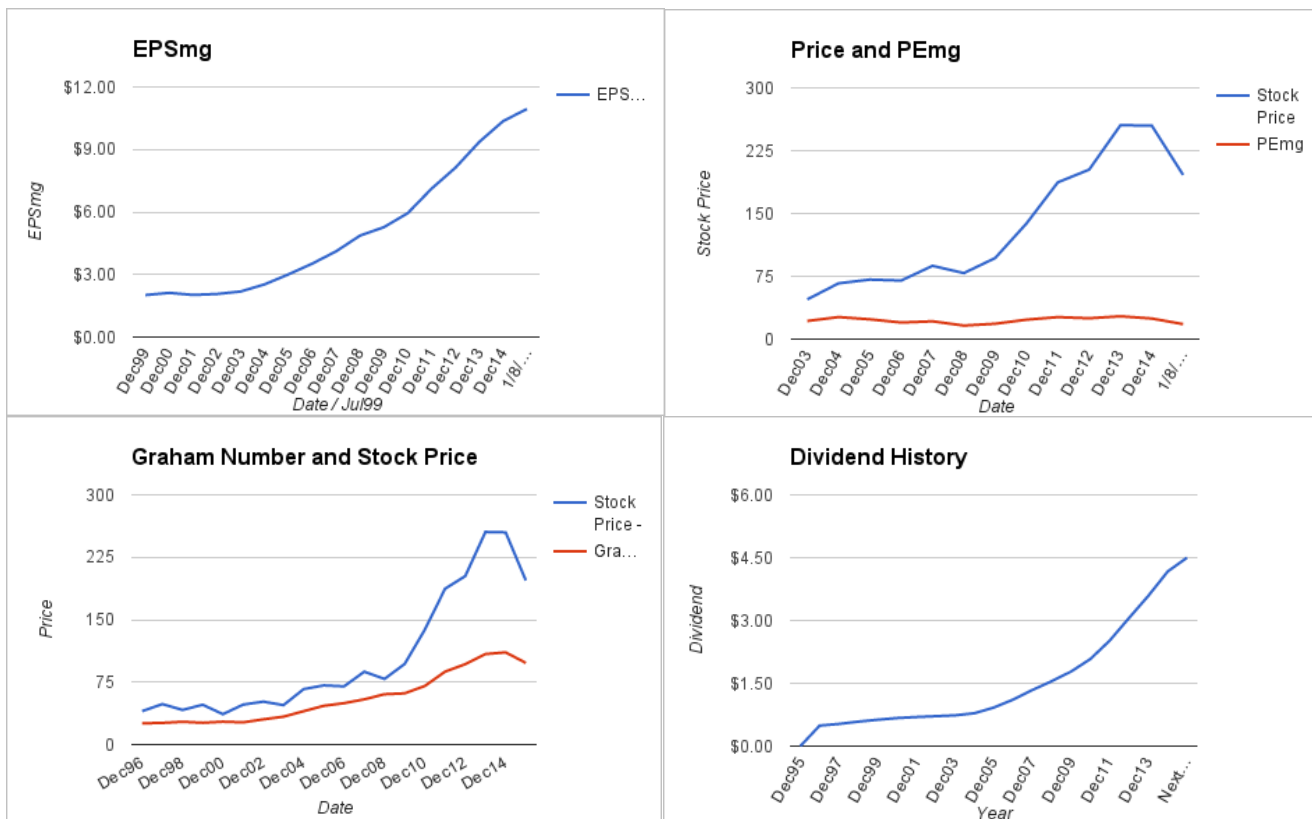 EPSmg
$12.00
$9.00
$6.00
$3.00
$0.00
EPSmg
EPS…
Dec99
Dec00
Dec01
Dec02
Dec03
Dec04
Dec05
Dec06
Dec07
Dec08
Dec09
Dec10
Dec11
Dec12
Dec13
Dec14
1/8/…
Date / Jul99
Price and PEmg
300
225
150
75
0
Stock Price
Stock
Price
PEmg
Dec03
Dec04
Dec05
Dec06
Dec07
Dec08
Dec09
Dec10
Dec11
Dec12
Dec13
Dec14
1/8/…
Date
Graham Number and Stock Price
300
225
150
75
0
Price
Stock
Price -
Gra…
Dec96
Dec98
Dec00
Dec02
Dec04
Dec06
Dec08
Dec10
Dec12
Dec14
Date
Dividend History
$6.00
$4.50
$3.00
$1.50
$0.00
Dividend
Dec95
Dec97
Dec99
Dec01
Dec03
Dec05
Dec07
Dec09
Dec11
Dec13
Next…
Year